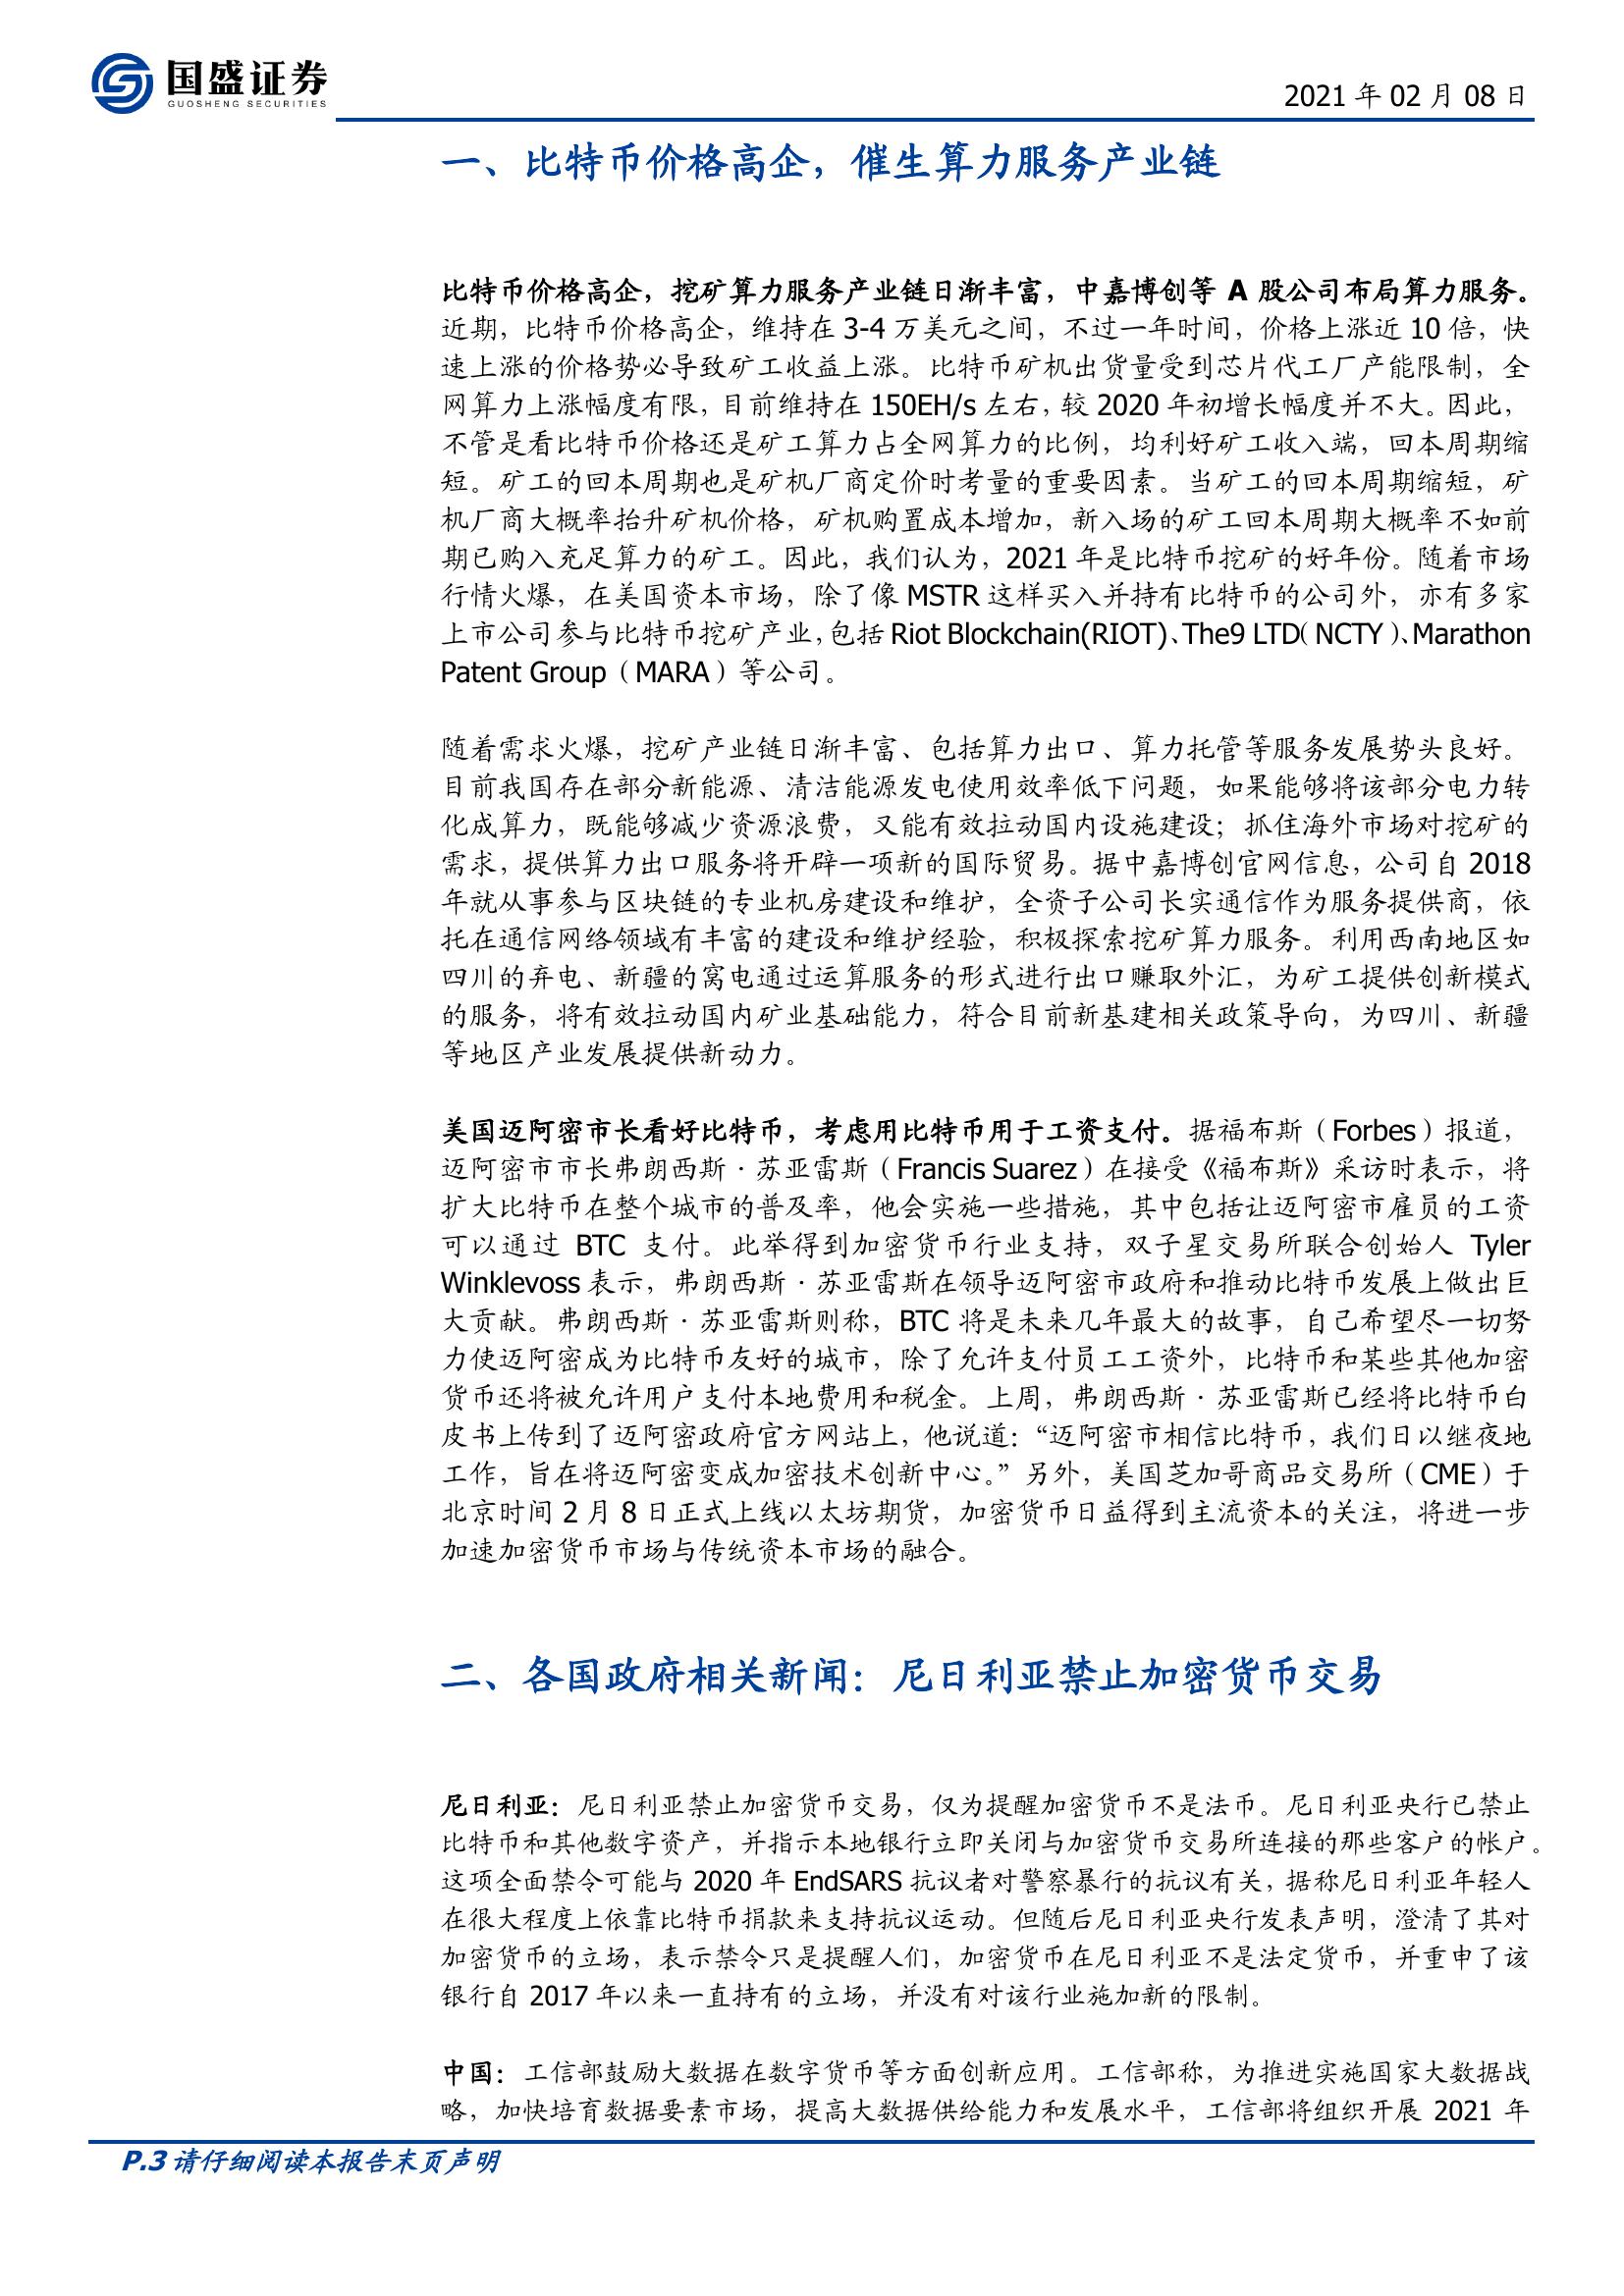 国盛证券
GUOSHENG SECURITIES
2021 年 02 月 08 日
一、比特币价格高企，催生算力服务产业链
比特币价格高企，挖矿算力服务产业链日渐丰富，中嘉博创等 A 股公司布局算力服务。
近期，比特币价格高企，维持在 3-4 万美元之间，不过一年时间，价格上涨近 10 倍，快
速上涨的价格势必导致矿工收益上涨。比特币矿机出货量受到芯片代工厂产能限制，全
网算力上涨幅度有限，目前维持在 150EH/s 左右，较 2020 年初增长幅度并不大。因此，
不管是看比特币价格还是矿工算力占全网算力的比例，均利好矿工收入端，回本周期缩
短。矿工的回本周期也是矿机厂商定价时考量的重要因素。当矿工的回本周期缩短，矿
机厂商大概率抬升矿机价格，矿机购置成本增加，新入场的矿工回本周期大概率不如前
期已购入充足算力的矿工。因此，我们认为，2021 年是比特币挖矿的好年份。随着市场
行情火爆，在美国资本市场，除了像 MSTR 这样买入并持有比特币的公司外，亦有多家
上市公司参与比特币挖矿产业，包括 Riot Blockchain(RIOT)、The9 LTD（NCTY）、Marathon
Patent Group（MARA）等公司。
随着需求火爆，挖矿产业链日渐丰富、包括算力出口、算力托管等服务发展势头良好。
目前我国存在部分新能源、清洁能源发电使用效率低下问题，如果能够将该部分电力转
化成算力，既能够减少资源浪费，又能有效拉动国内设施建设；抓住海外市场对挖矿的
需求，提供算力出口服务将开辟一项新的国际贸易。据中嘉博创官网信息，公司自 2018
年就从事参与区块链的专业机房建设和维护，全资子公司长实通信作为服务提供商，依
托在通信网络领域有丰富的建设和维护经验，积极探索挖矿算力服务。利用西南地区如
四川的弃电、新疆的窝电通过运算服务的形式进行出口赚取外汇，为矿工提供创新模式
的服务，将有效拉动国内矿业基础能力，符合目前新基建相关政策导向，为四川、新疆
等地区产业发展提供新动力。
美国迈阿密市长看好比特币，考虑用比特币用于工资支付。据福布斯（Forbes）报道，
迈阿密市市长弗朗西斯·苏亚雷斯（Francis Suarez）在接受《福布斯》采访时表示，将
扩大比特币在整个城市的普及率，他会实施一些措施，其中包括让迈阿密市雇员的工资
可以通过 BTC 支付。此举得到加密货币行业支持，双子星交易所联合创始人 Tyler
Winklevoss 表示，弗朗西斯·苏亚雷斯在领导迈阿密市政府和推动比特币发展上做出巨
大贡献。弗朗西斯·苏亚雷斯则称，BTC 将是未来几年最大的故事，自己希望尽一切努
力使迈阿密成为比特币友好的城市，除了允许支付员工工资外，比特币和某些其他加密
货币还将被允许用户支付本地费用和税金。上周，弗朗西斯·苏亚雷斯已经将比特币白
皮书上传到了迈阿密政府官方网站上，他说道：“迈阿密市相信比特币，我们日以继夜地
工作，旨在将迈阿密变成加密技术创新中心。”另外，美国芝加哥商品交易所（CME）于
北京时间 2 月 8 日正式上线以太坊期货，加密货币日益得到主流资本的关注，将进一步
加速加密货币市场与传统资本市场的融合。
二、各国政府相关新闻：尼日利亚禁止加密货币交易
尼日利亚：尼日利亚禁止加密货币交易，仅为提醒加密货币不是法币。尼日利亚央行已禁止
比特币和其他数字资产，并指示本地银行立即关闭与加密货币交易所连接的那些客户的帐户。
这项全面禁令可能与 2020 年 EndSARS 抗议者对警察暴行的抗议有关，据称尼日利亚年轻人
在很大程度上依靠比特币捐款来支持抗议运动。但随后尼日利亚央行发表声明，澄清了其对
加密货币的立场，表示禁令只是提醒人们，加密货币在尼日利亚不是法定货币，并重申了该
银行自 2017 年以来一直持有的立场，并没有对该行业施加新的限制。
中国：工信部鼓励大数据在数字货币等方面创新应用。工信部称，为推进实施国家大数据战
略，加快培育数据要素市场，提高大数据供给能力和发展水平，工信部将组织开展 2021 年
P.3 请仔细阅读本报告末页声明